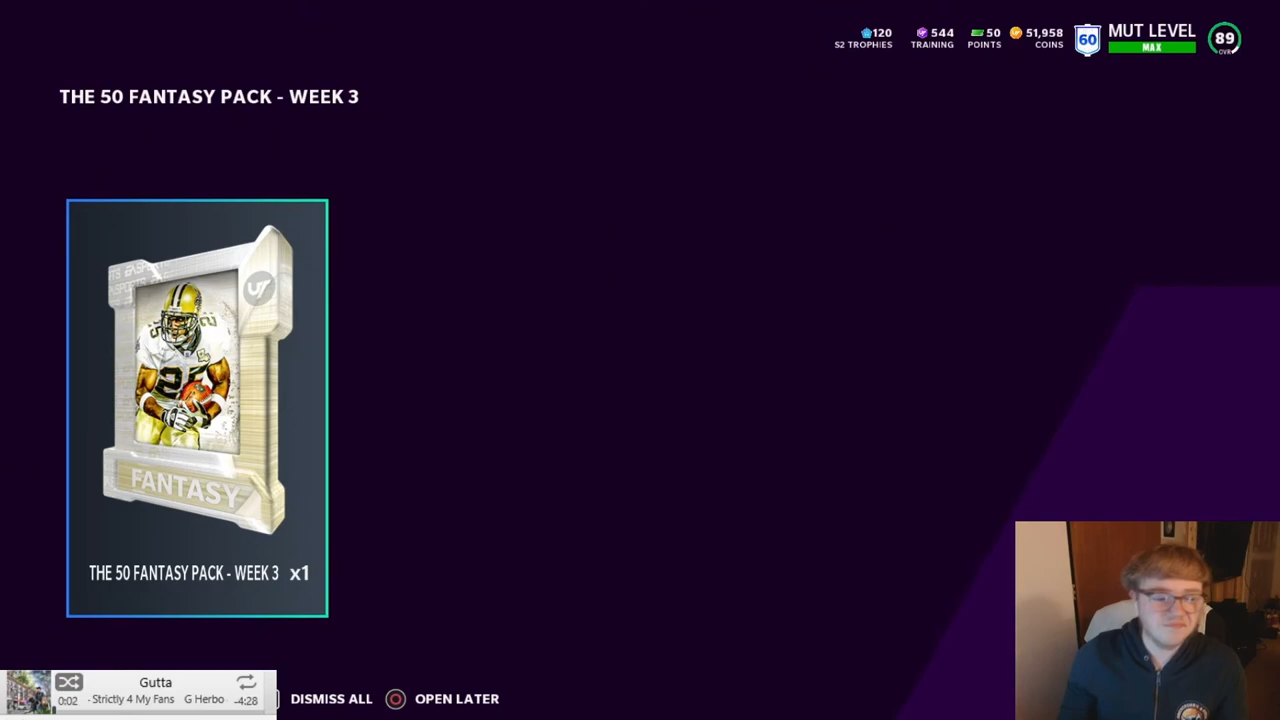 120
S2 TROPHIES
544
TRAINING
50
POINTS
51,958
COINS
60
MUT LEVEL
MAX
89
OVR
THE 50 FANTASY PACK - WEEK 3
25
FANTASY
THE 50 FANTASY PACK - WEEK 3 x1
Gutta
0:02
- Strictly 4 My Fans G Herbo
-4:28
DISMISS ALL
OPEN LATER